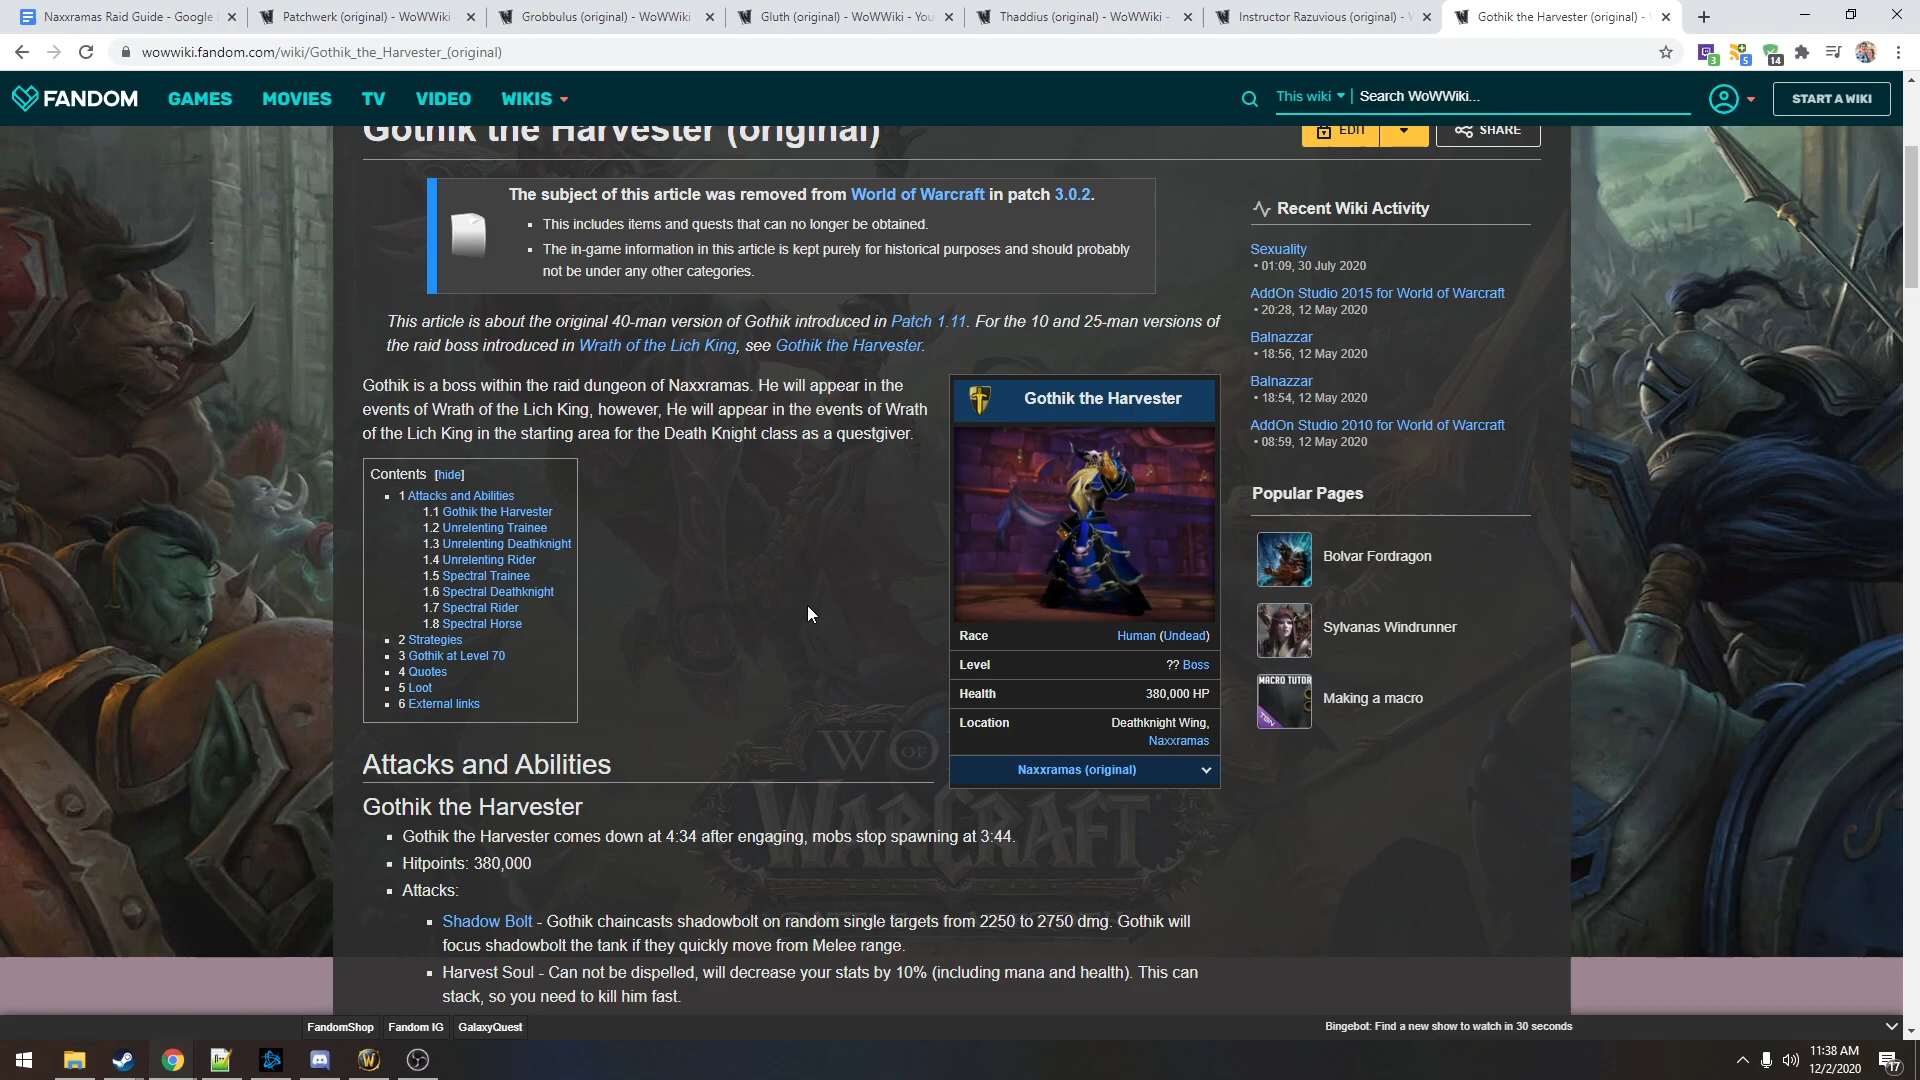 Naxxramas Raid Guide - Google
Patchwerk (original) - WoWWiki -
Grobbulus (original) - WoWWiki
Gluth (original) - WoWWiki - You
Thaddius (original) - WoWWiki -
Instructor Razuvious (original) -
Gothik the Harvester (original) -
wowwiki.fandom.com/wiki/Gothik_the_Harvester_(original)
3
5
14
FANDOM
GAMES
MOVIES
TV
VIDEO
WIKIS
This wiki
Search WoWWiki...
START A WIKI
Gothik the Harvester (original)
EDIT
SHARE
The subject of this article was removed from World of Warcraft in patch 3.0.2.
This includes items and quests that can no longer be obtained.
The in-game information in this article is kept purely for historical purposes and should probably
not be under any other categories.
This article is about the original 40-man version of Gothik introduced in Patch 1.11. For the 10 and 25-man versions of
the raid boss introduced in Wrath of the Lich King, see Gothik the Harvester.
Gothik is a boss within the raid dungeon of Naxxramas. He will appear in the
events of Wrath of the Lich King, however, He will appear in the events of Wrath
of the Lich King in the starting area for the Death Knight class as a questgiver.
Contents [hide]
1 Attacks and Abilities
1.1 Gothik the Harvester
1.2 Unrelenting Trainee
1.3 Unrelenting Deathknight
1.4 Unrelenting Rider
1.5 Spectral Trainee
1.6 Spectral Deathknight
1.7 Spectral Rider
1.8 Spectral Horse
2 Strategies
3 Gothik at Level 70
4 Quotes
5 Loot
6 External links
Gothik the Harvester
Race Human (Undead)
Level ?? Boss
Health 380,000 HP
Location Deathknight Wing,
Naxxramas
Naxxramas (original)
Attacks and Abilities
Gothik the Harvester
Gothik the Harvester comes down at 4:34 after engaging, mobs stop spawning at 3:44.
Hitpoints: 380,000
Attacks:
Shadow Bolt - Gothik chaincasts shadowbolt on random single targets from 2250 to 2750 dmg. Gothik will
focus shadowbolt the tank if they quickly move from Melee range.
Harvest Soul - Can not be dispelled, will decrease your stats by 10% (including mana and health). This can
stack, so you need to kill him fast.
Recent Wiki Activity
Sexuality
• 01:09, 30 July 2020
AddOn Studio 2015 for World of Warcraft
• 20:28, 12 May 2020
Balnazzar
• 18:56, 12 May 2020
Balnazzar
• 18:54, 12 May 2020
AddOn Studio 2010 for World of Warcraft
• 08:59, 12 May 2020
Popular Pages
Bolvar Fordragon
Sylvanas Windrunner
MACRO TUTOR
TGN
Making a macro
WORLD OF WARCRAFT
FandomShop
Fandom IG
GalaxyQuest
Bingebot: Find a new show to watch in 30 seconds
11:38 AM
12/2/2020
17